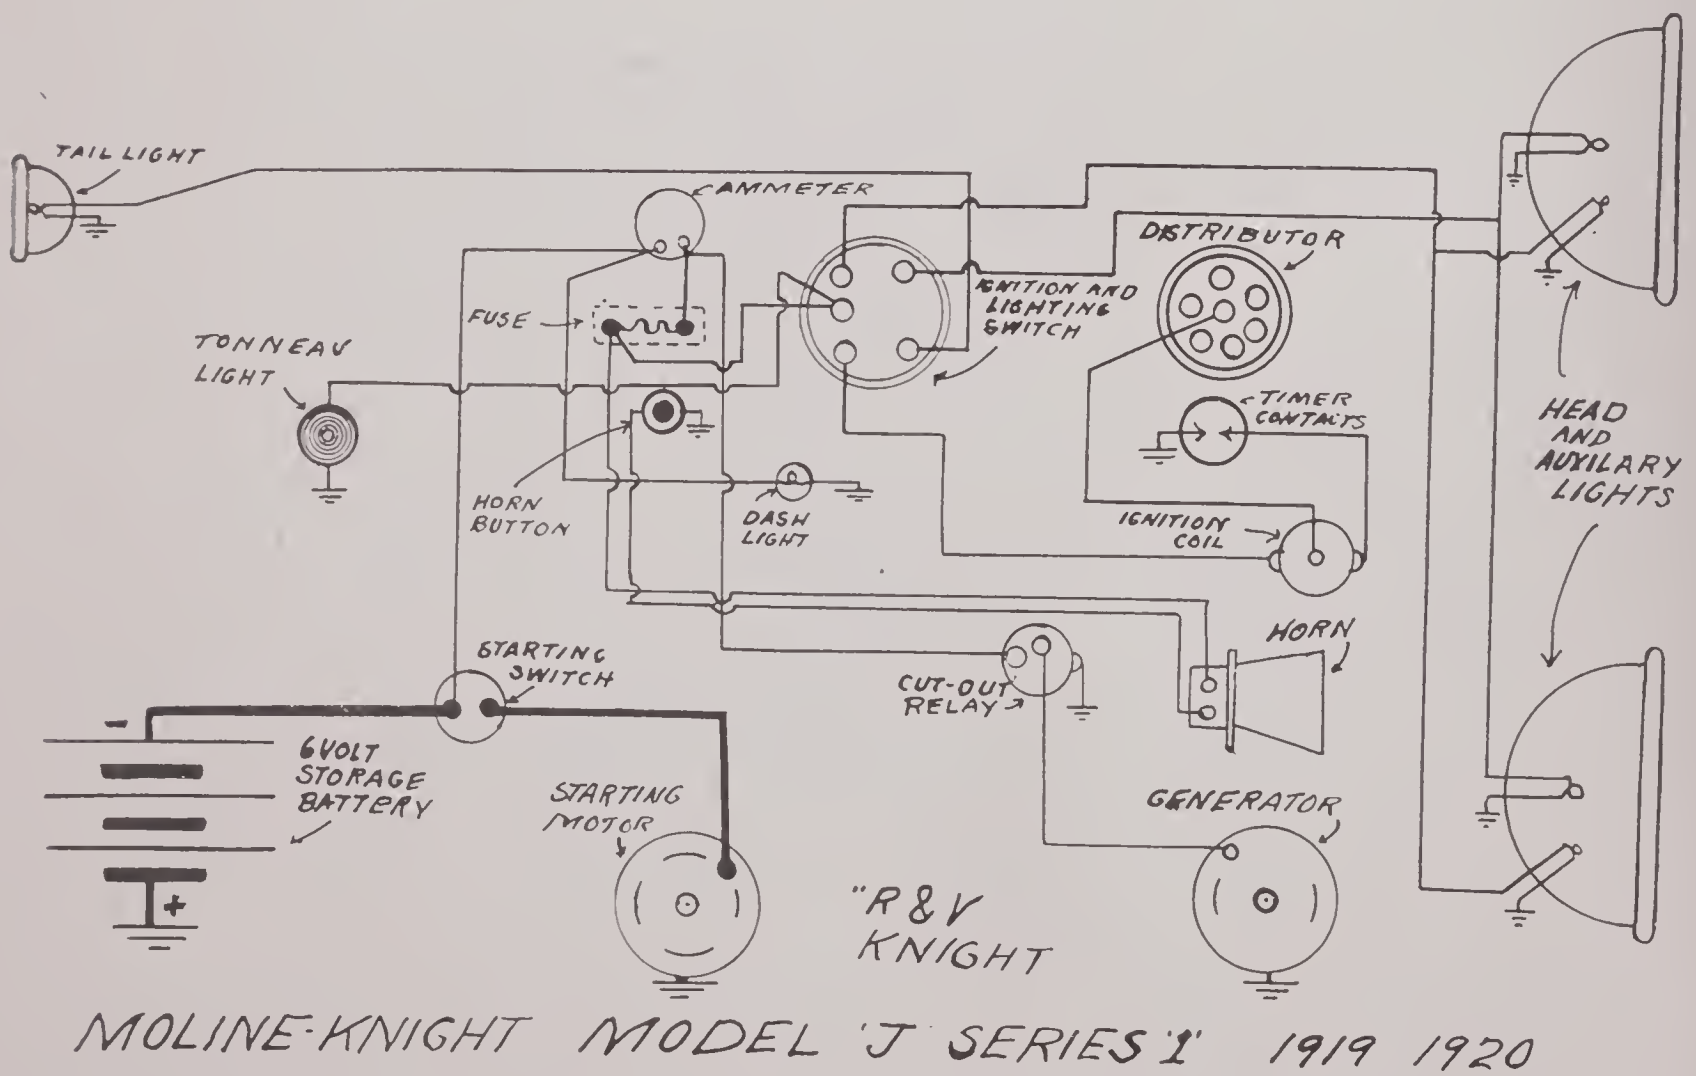 TAIL LIGHT
AMMETER
DISTRIBUTOR
IGNITION AND
LIGHTING
SWITCH
FUSE
TONNEAU
LIGHT
TIMER
CONTACTS
HEAD
AND
AUXILARY
LIGHTS
HORN
BUTTON
DASH
LIGHT
IGNITION
COIL
HORN
STARTING
SWITCH
CUT-OUT
RELAY
-
6 VOLT
STORAGE
BATTERY
+
STARTING
MOTOR
GENERATOR
"R & V
KNIGHT
MOLINE-KNIGHT MODEL 'J' SERIES '1' 1919 1920